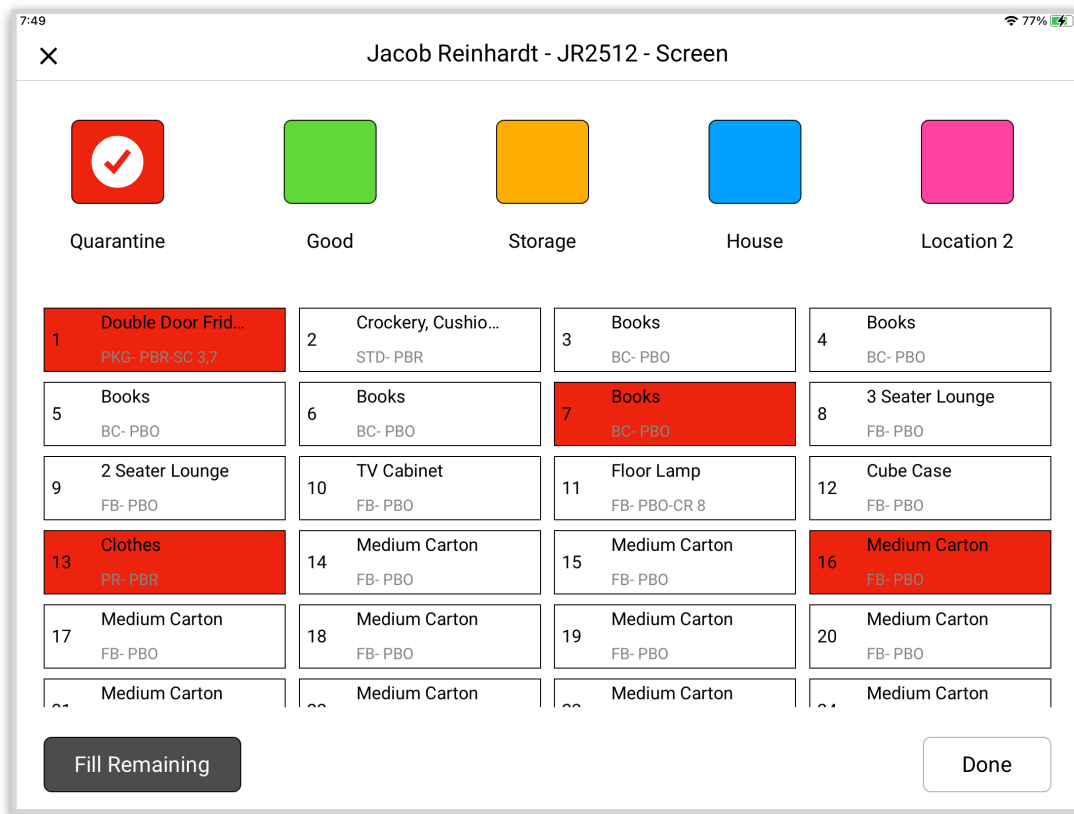 7:49
77%
Jacob Reinhardt - JR2512 - Screen
Quarantine
Good
Storage
House
Location 2
1
Double Door Frid...
PKG- PBR-SC 3,7
2
Crockery, Cushio...
STD- PBR
3
Books
BC- PBO
4
Books
BC- PBO
5
Books
BC- PBO
6
Books
BC- PBO
7
Books
BC- PBO
8
3 Seater Lounge
FB- PBO
9
2 Seater Lounge
FB- PBO
10
TV Cabinet
FB- PBO
11
Floor Lamp
FB- PBO-CR 8
12
Cube Case
FB- PBO
13
Clothes
PR- PBR
14
Medium Carton
FB- PBO
15
Medium Carton
FB- PBO
16
Medium Carton
FB- PBO
17
Medium Carton
FB- PBO
18
Medium Carton
FB- PBO
19
Medium Carton
FB- PBO
20
Medium Carton
FB- PBO
Medium Carton
Medium Carton
Medium Carton
Medium Carton
Fill Remaining
Done